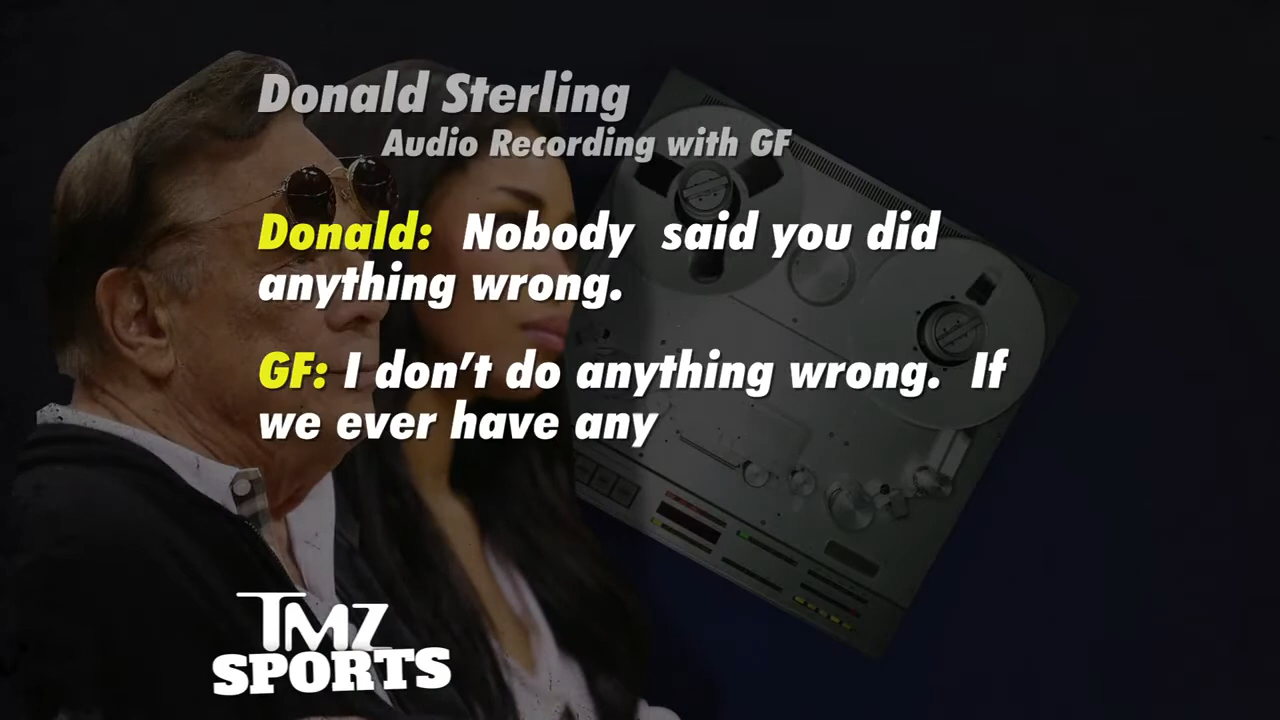 Donald Sterling
Audio Recording with GF
Donald: Nobody said you did
anything wrong.
GF: I don't do anything wrong. If
we ever have any
TMZ
SPORTS